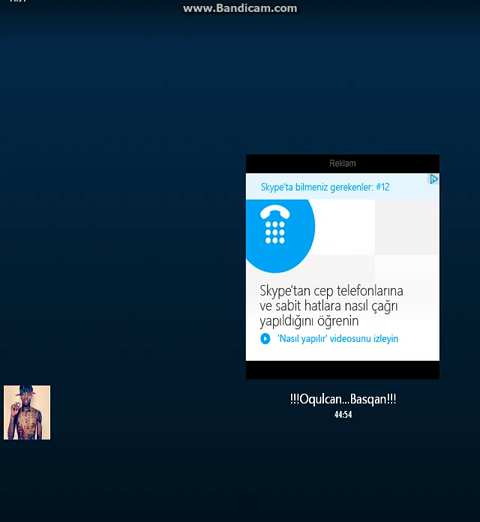 www.Bandicam.com
Reklam
Skype'ta bilmeniz gerekenler: #12
Skype'tan cep telefonlarına
ve sabit hatlara nasıl çağrı
yapıldığını öğrenin
'Nasıl yapılır' videosunu izleyin
!!!Oqulcan...Basqan!!!
44:54